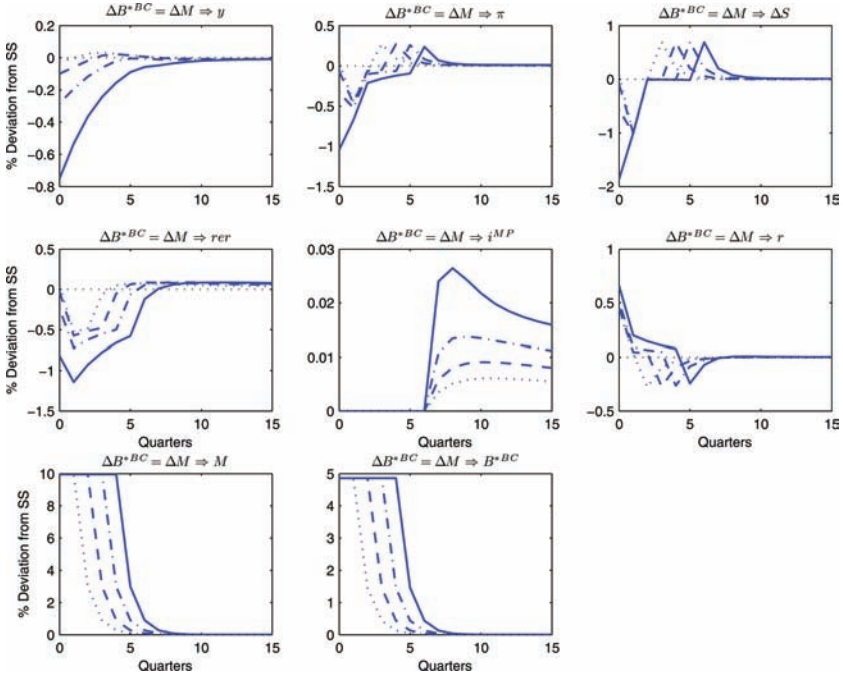 ΔB*ᴮᶜ = ΔM ⇒ y
ΔB*ᴮᶜ = ΔM ⇒ π
ΔB*ᴮᶜ = ΔM ⇒ ΔS
% Deviation from SS
0.2
0
−0.2
−0.4
−0.6
−0.8
0 5 10 15
0.5
0
−0.5
−1
−1.5
0 5 10 15
1
0
−1
−2
0 5 10 15
ΔB*ᴮᶜ = ΔM ⇒ rer
ΔB*ᴮᶜ = ΔM ⇒ iᴹᴾ
ΔB*ᴮᶜ = ΔM ⇒ r
% Deviation from SS
0.5
0
−0.5
−1
−1.5
0 5 10 15
Quarters
0.03
0.02
0.01
0
0 5 10 15
1
0.5
0
−0.5
0 5 10 15
Quarters
ΔB*ᴮᶜ = ΔM ⇒ M
ΔB*ᴮᶜ = ΔM ⇒ B*ᴮᶜ
% Deviation from SS
10
8
6
4
2
0
0 5 10 15
Quarters
5
4
3
2
1
0
0 5 10 15
Quarters